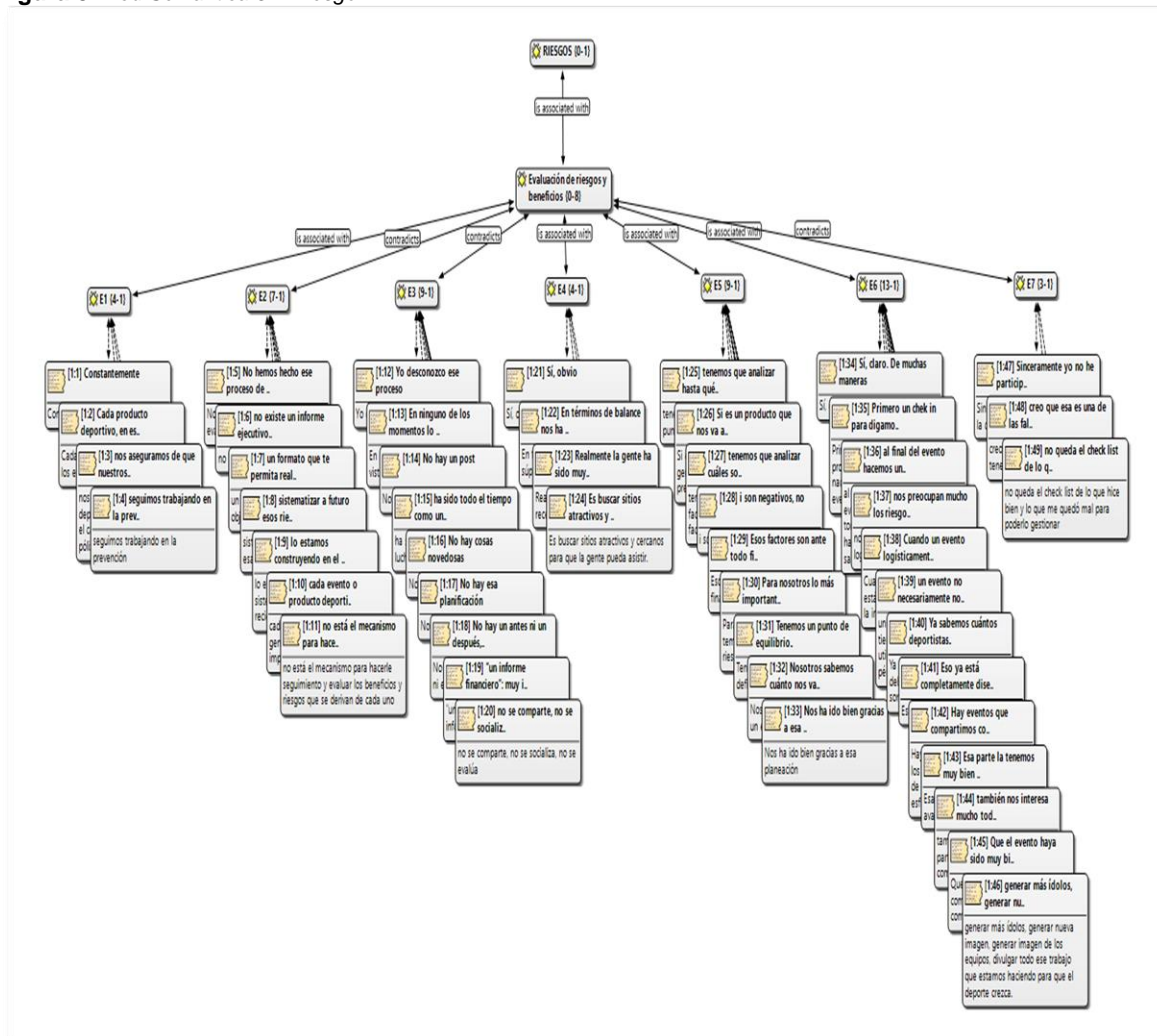 RIESGOS {0-1}
is associated with
Evaluación de riesgos y
beneficios {0-8}
is associated with
contradicts
contradicts
is associated with
is associated with
is associated with
contradicts
E1 {4-1}
E2 {7-1}
E3 {9-1}
E4 {4-1}
E5 {9-1}
E6 {13-1}
E7 {3-1}
[1:1] Constantemente
[1:2] Cada producto
deportivo, en es..
[1:3] nos aseguramos de que
nuestros..
[1:4] seguimos trabajando en
la prev..
seguimos trabajando en la
prevención
[1:5] No hemos hecho ese
proceso de ..
[1:6] no existe un informe
ejecutivo..
[1:7] un formato que te
permita real..
[1:8] sistematizar a futuro
esos rie..
[1:9] lo estamos
construyendo en el ..
[1:10] cada evento o
producto deporti..
[1:11] no está el mecanismo
para hace..
no está el mecanismo para hacerle
seguimiento y evaluar los beneficios y
riesgos que se derivan de cada uno
[1:12] Yo desconozco ese
proceso
[1:13] En ninguno de los
momentos lo ..
[1:14] No hay un post
[1:15] ha sido todo el tiempo
como un..
[1:16] No hay cosas
novedosas
[1:17] No hay esa
planificación
[1:18] No hay un antes ni un
después,..
[1:19] "un informe
financiero": muy i..
[1:20] no se comparte, no se
socializ..
no se comparte, no se socializa, no se
evalúa
[1:21] Sí, obvio
[1:22] En términos de balance
nos ha ..
[1:23] Realmente la gente ha
sido muy..
[1:24] Es buscar sitios
atractivos y ..
Es buscar sitios atractivos y cercanos
para que la gente pueda asistir.
[1:25] tenemos que analizar
hasta qué..
[1:26] Si es un producto que
nos va a..
[1:27] tenemos que analizar
cuáles so..
[1:28] i son negativos, no
[1:29] Esos factores son ante
todo fi..
[1:30] Para nosotros lo más
important..
[1:31] Tenemos un punto de
equilibrio..
[1:32] Nosotros sabemos
cuánto nos va..
[1:33] Nos ha ido bien gracias
a esa ..
Nos ha ido bien gracias a esa
planeación
[1:34] Sí, claro. De muchas
maneras
[1:35] Primero un chek in
para digamo..
[1:36] al final del evento
hacemos un..
[1:37] nos preocupan mucho
los riesgo..
[1:38] Cuando un evento
logísticament..
[1:39] un evento no
necesariamente no..
[1:40] Ya sabemos cuántos
deportistas.
[1:41] Eso ya está
completamente dise..
[1:42] Hay eventos que
compartimos co..
[1:43] Esa parte la tenemos
muy bien ..
[1:44] también nos interesa
mucho tod..
[1:45] Que el evento haya
sido muy bi..
[1:46] generar más ídolos,
generar nu..
generar más ídolos, generar nueva
imagen, generar imagen de los
equipos, divulgar todo ese trabajo
que estamos haciendo para que el
deporte crezca.
[1:47] Sinceramente yo no he
particip..
[1:48] creo que esa es una de
las fal..
[1:49] no queda el check list
de lo q..
no queda el check list de lo que hice
bien y lo que me quedó mal para
poderlo gestionar